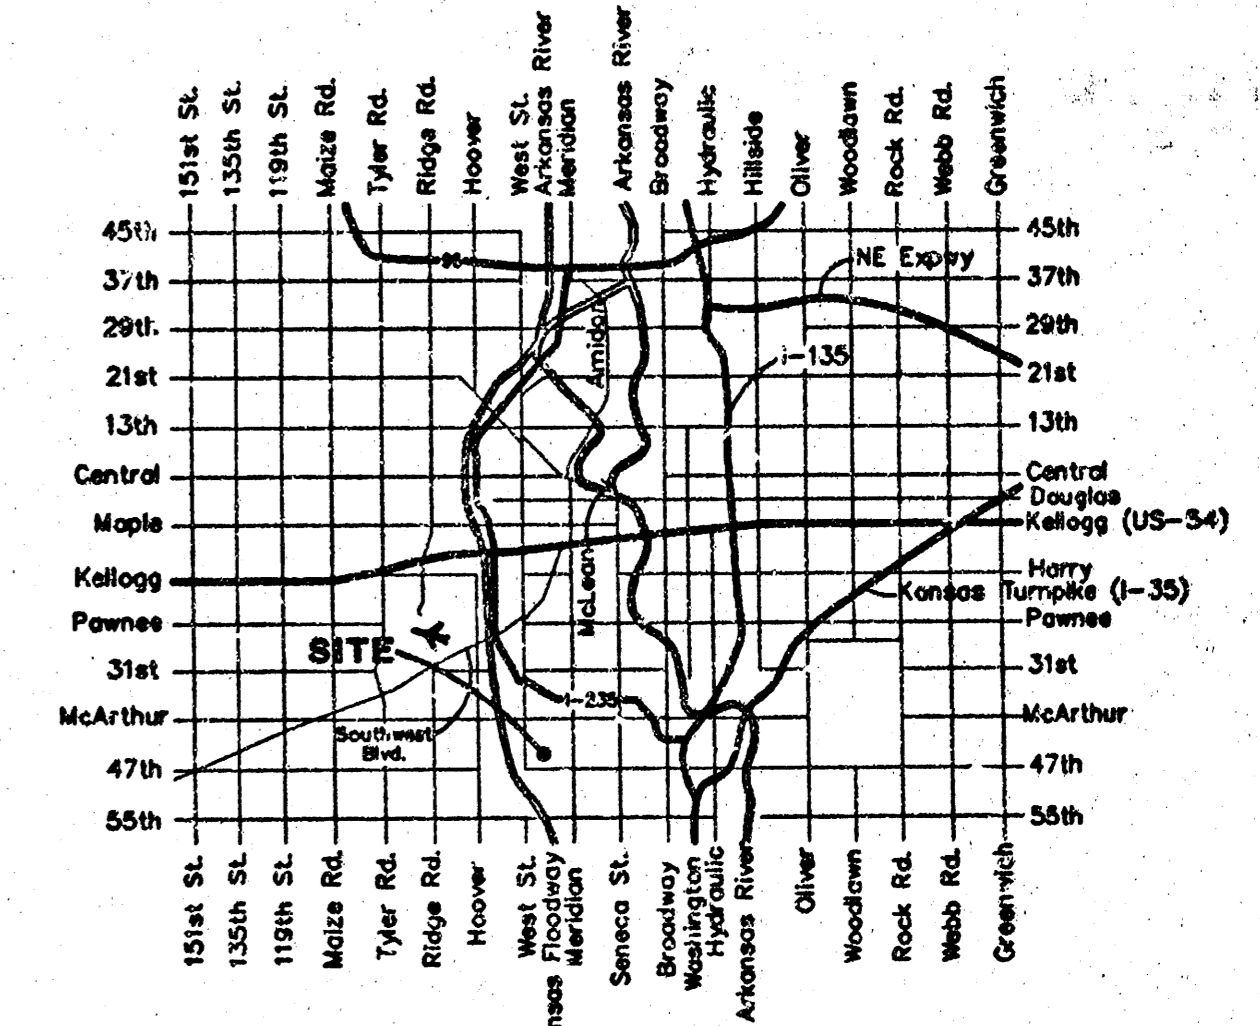 151st St.
135th St.
119th St.
Maize Rd.
Tyler Rd.
Ridge Rd.
Hoover
West St.
Arkansas River
Meridian
Arkansas River
Broadway
Hydraulic
Hillside
Oliver
Woodlawn
Rock Rd.
Webb Rd.
Greenwich
45th
37th
29th
21st
13th
Central
Maple
Kellogg
Pawnee
31st
McArthur
47th
55th
96
NE Expwy
Amidon
I-135
McLean
SITE
I-235
Southwest
Blvd.
45th
37th
29th
21st
13th
Central
Douglas
Kellogg (US-54)
Harry
Kansas Turnpike (I-35)
Pawnee
31st
McArthur
47th
55th
151st St.
135th St.
119th St.
Maize Rd.
Tyler Rd.
Ridge Rd.
Hoover
West St.
nsas Floodway
Meridian
Seneca St.
Broadway
Washington
Hydraulic
Arkansas River
Oliver
Woodlawn
Rock Rd.
Webb Rd.
Greenwich